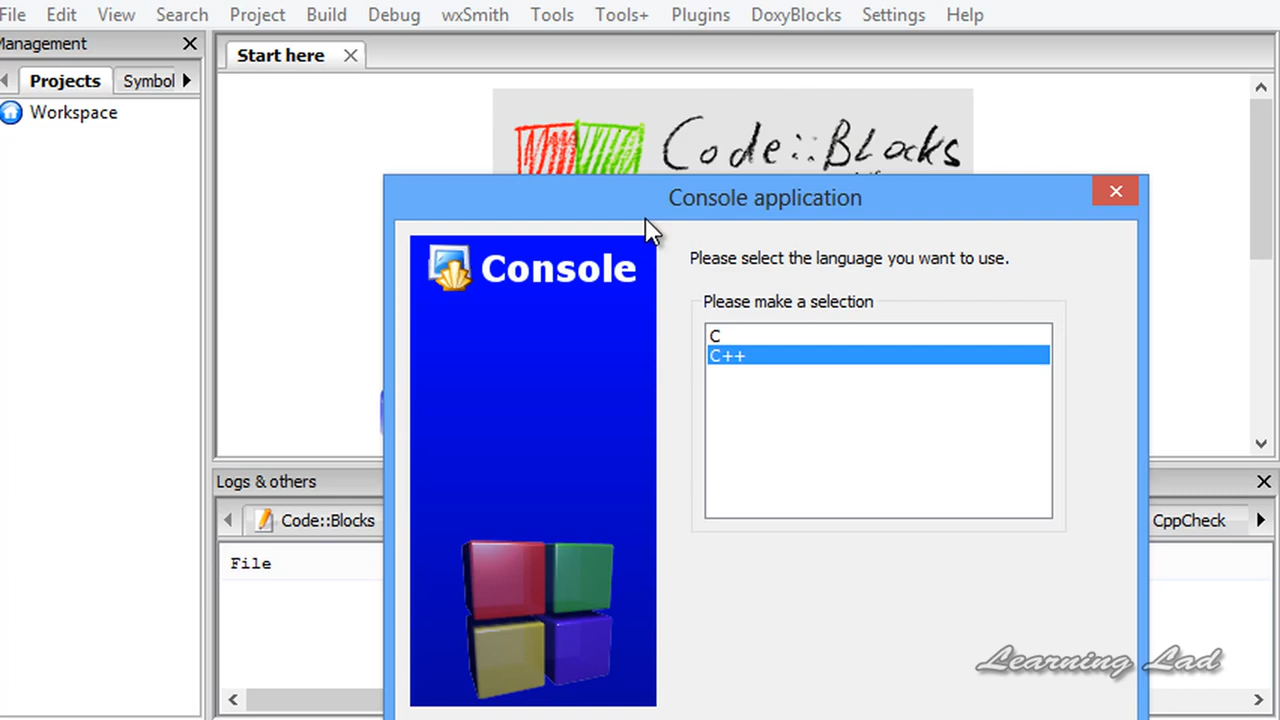 File Edit View Search Project Build Debug wxSmith Tools Tools+ Plugins DoxyBlocks Settings Help
Management
Start here
Projects Symbol
Workspace
Code::Blocks
Console application
Console
Please select the language you want to use.
Please make a selection
C
C++
Logs & others
Code::Blocks
CppCheck
File
Learning Lad